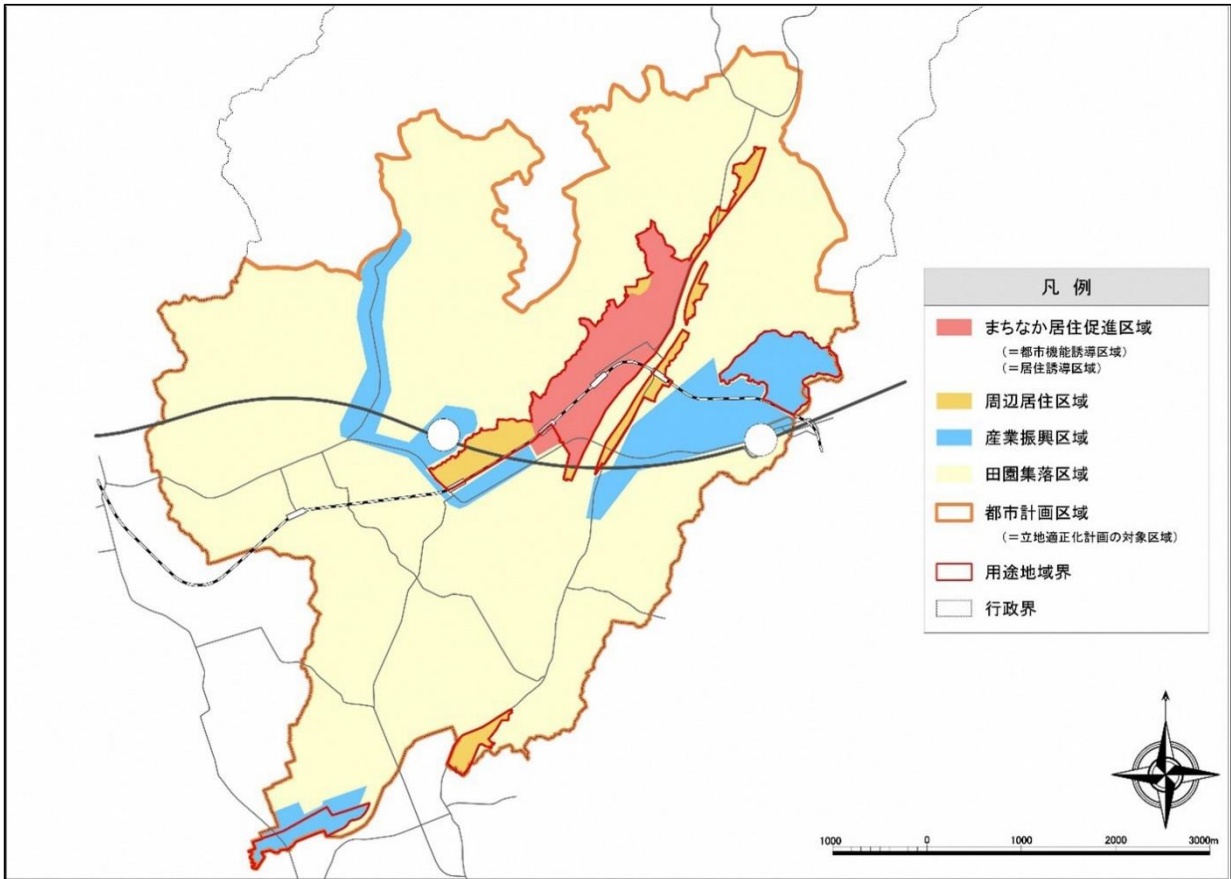 凡例
まちなか居住促進区域
(=都市機能誘導区域)
(=居住誘導区域)
周辺居住区域
産業振興区域
田園集落区域
都市計画区域
(=立地適正化計画の対象区域)
用途地域界
行政界
1000 0 1000 2000 3000m